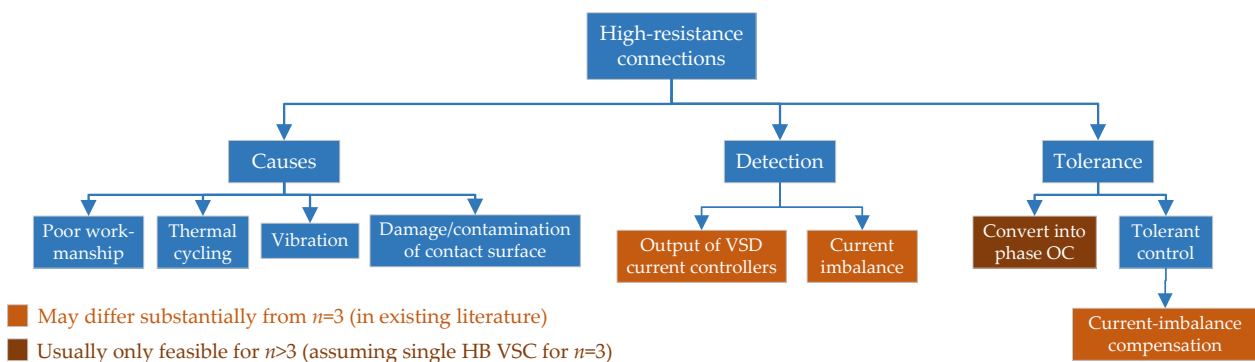 High-resistance
connections
Causes
Detection
Tolerance
Poor work-
manship
Thermal
cycling
Vibration
Damage/contamination
of contact surface
Output of VSD
current controllers
Current
imbalance
Convert into
phase OC
Tolerant
control
Current-imbalance
compensation
May differ substantially from n=3 (in existing literature)
Usually only feasible for n>3 (assuming single HB VSC for n=3)